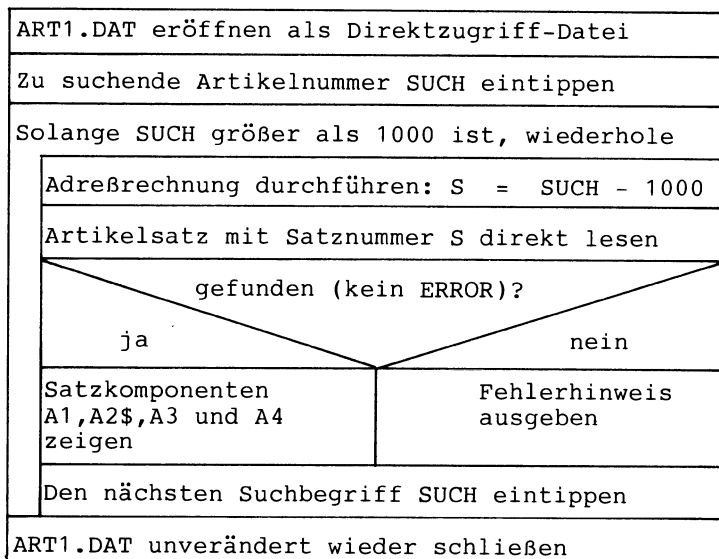 ART1.DAT eröffnen als Direktzugriff-Datei
Zu suchende Artikelnummer SUCH eintippen
Solange SUCH größer als 1000 ist, wiederhole
Adreßrechnung durchführen: S = SUCH - 1000
Artikelsatz mit Satznummer S direkt lesen
gefunden (kein ERROR)?
ja
nein
Satzkomponenten
A1,A2$,A3 und A4
zeigen
Fehlerhinweis
ausgeben
Den nächsten Suchbegriff SUCH eintippen
ART1.DAT unverändert wieder schließen